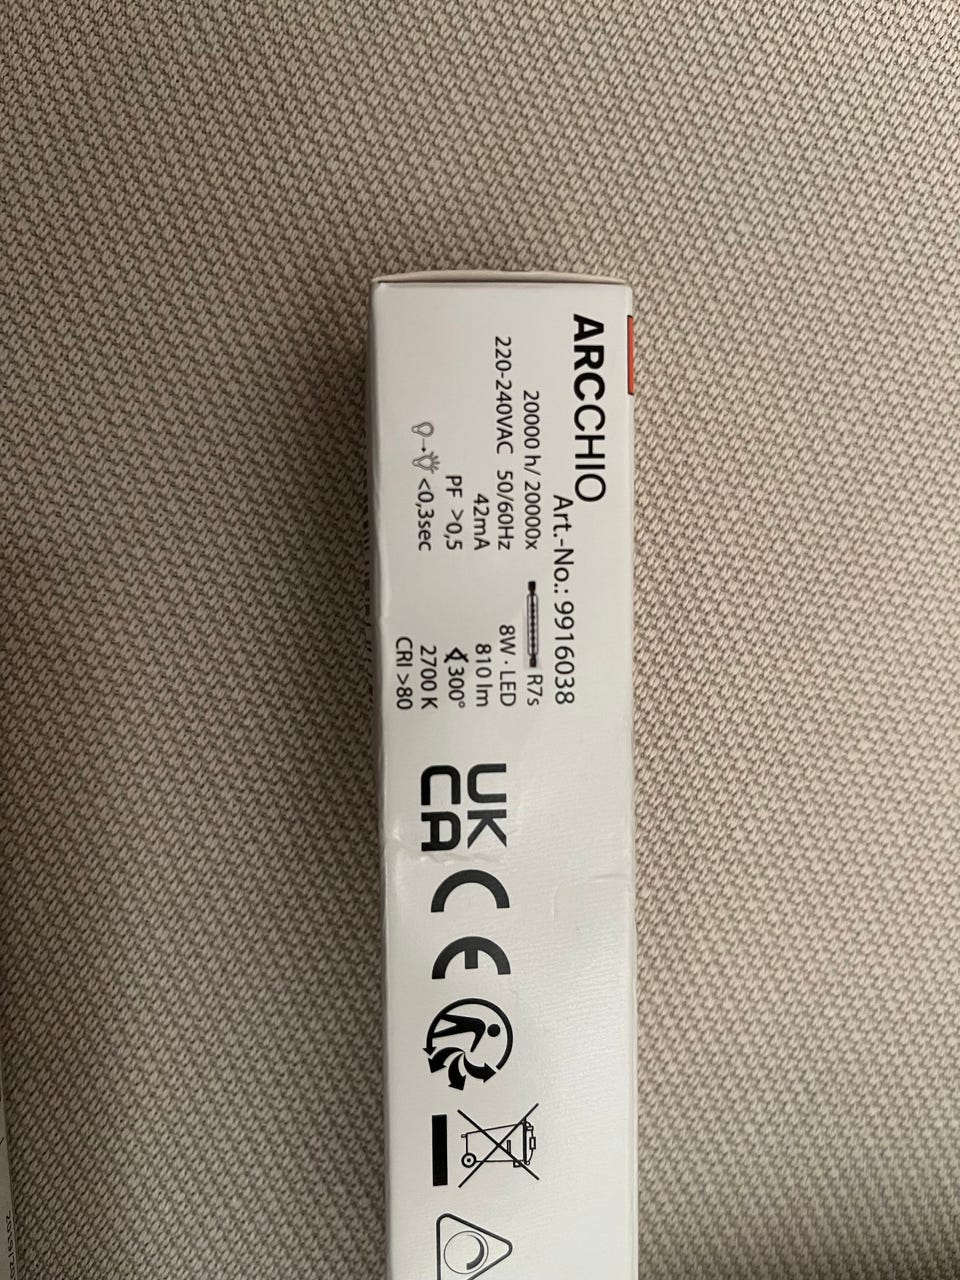 ARCCHIO
Art.-No.: 9916038
20000 h/ 20000x
R7s
220-240VAC 50/60Hz
8W · LED
42mA
810 lm
PF >0,5
300°
<0,3sec
2700 K
CRI >80
UK
CA
CE